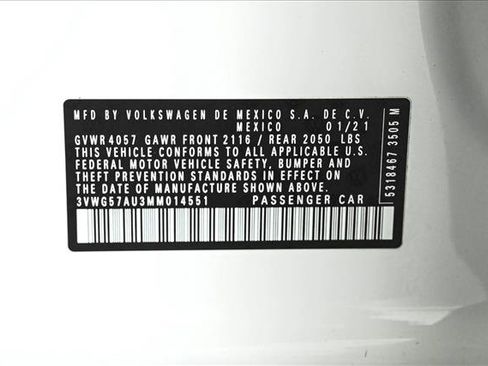 MFD BY VOLKSWAGEN DE MEXICO S.A. DE C.V.
MEXICO 01/21
GVWR 4057 GAWR FRONT 2116 / REAR 2050 LBS
THIS VEHICLE CONFORMS TO ALL APPLICABLE U.S.
FEDERAL MOTOR VEHICLE SAFETY, BUMPER AND
THEFT PREVENTION STANDARDS IN EFFECT ON THE
DATE OF MANUFACTURE SHOWN ABOVE.
3VWG57AU3MM014551 PASSENGER CAR
5318467 3505 M